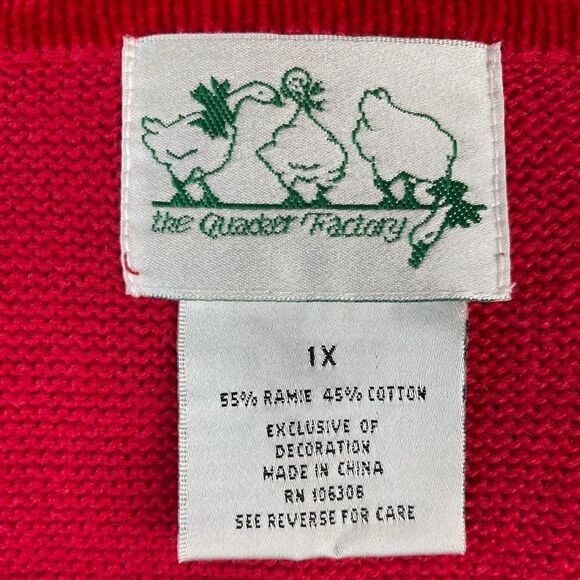 the Quacker Factory
1X
55% RAMIE 45% COTTON
EXCLUSIVE OF
DECORATION
MADE IN CHINA
RN 106306
SEE REVERSE FOR CARE